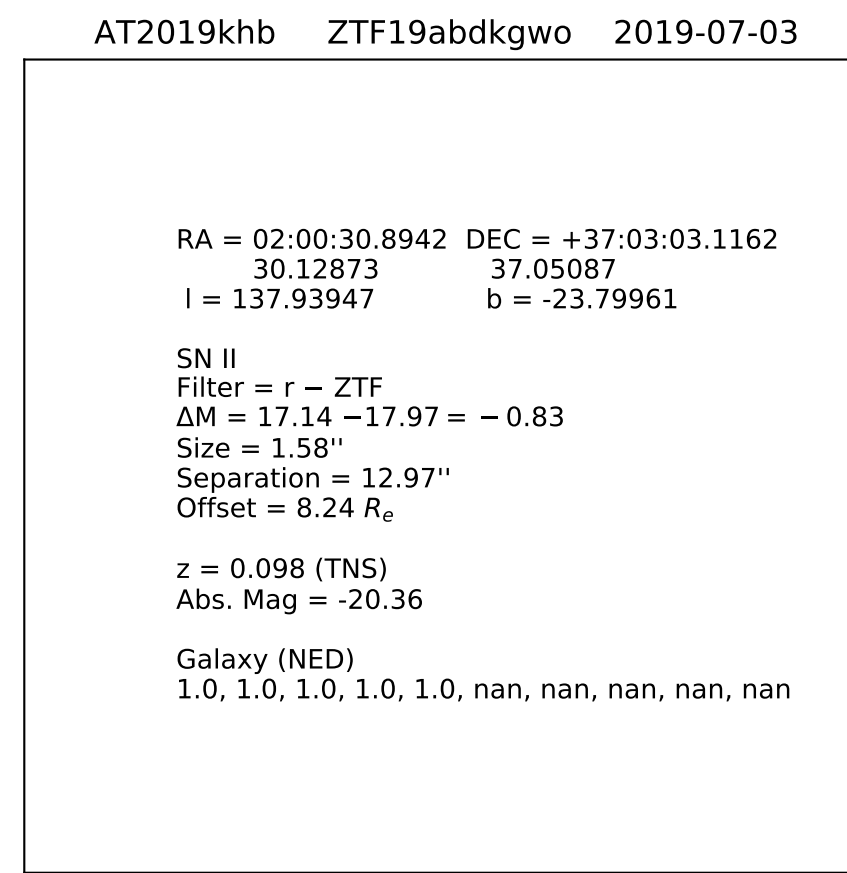 AT2019khb ZTF19abdkgwo 2019-07-03
RA = 02:00:30.8942 DEC = +37:03:03.1162
30.12873 37.05087
l = 137.93947 b = -23.79961
SN II
Filter = r − ZTF
ΔM = 17.14 −17.97 = − 0.83
Size = 1.58''
Separation = 12.97''
Offset = 8.24 Re
z = 0.098 (TNS)
Abs. Mag = -20.36
Galaxy (NED)
1.0, 1.0, 1.0, 1.0, 1.0, nan, nan, nan, nan, nan